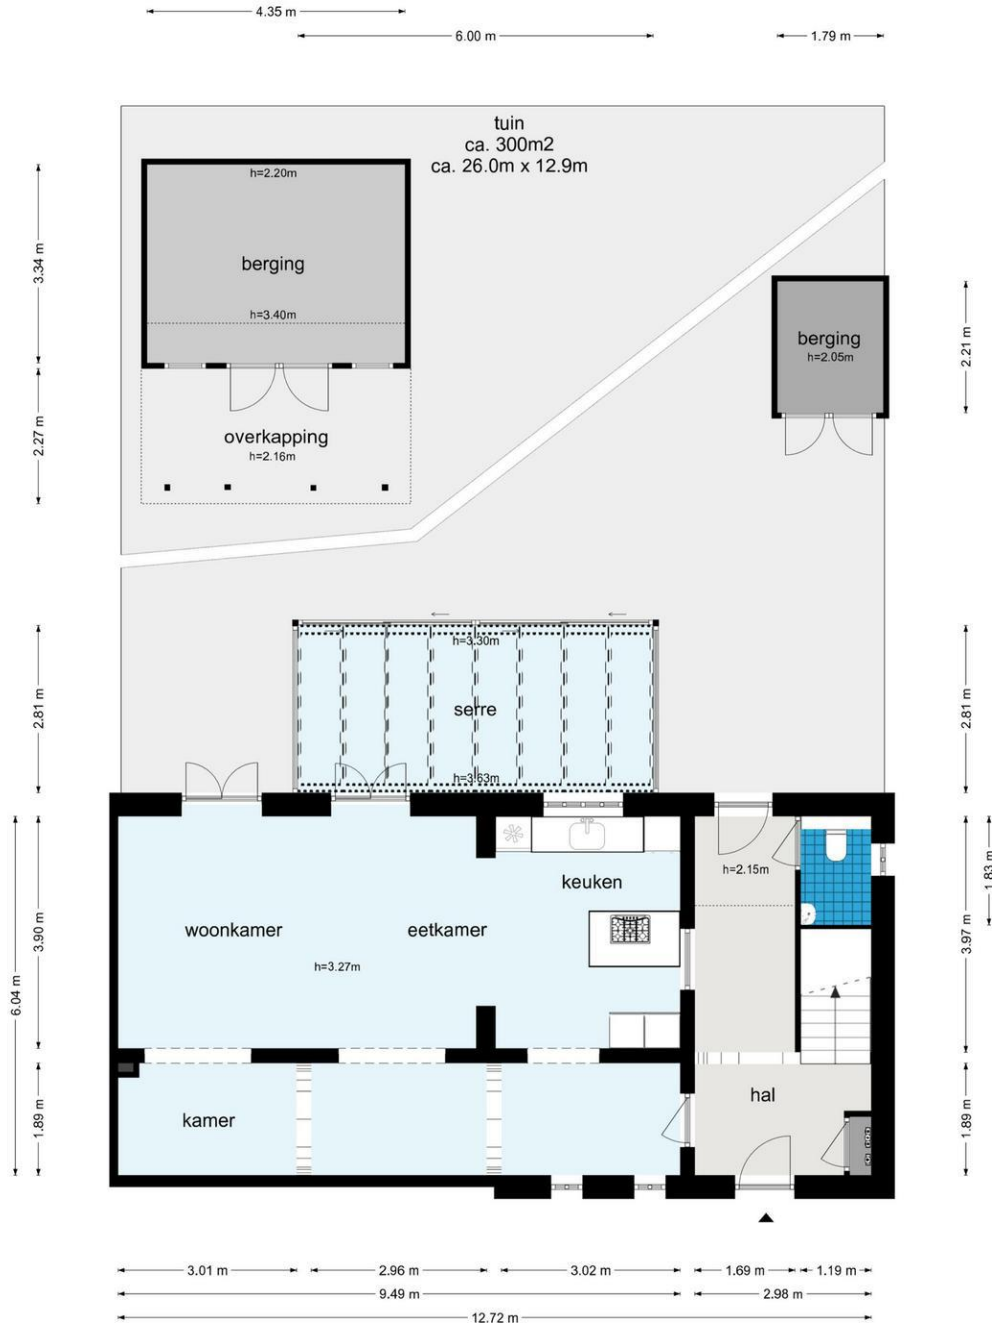 4.35 m
6.00 m
1.79 m
tuin
ca. 300m2
ca. 26.0m x 12.9m
h=2.20m
berging
h=3.40m
3.34 m
berging
h=2.05m
2.21 m
overkapping
h=2.16m
2.27 m
h=3.30m
serre
h=3.63m
2.81 m
2.81 m
keuken
h=2.15m
1.83 m
woonkamer
eetkamer
h=3.27m
3.90 m
3.97 m
6.04 m
kamer
hal
1.89 m
1.89 m
3.01 m
2.96 m
3.02 m
1.69 m
1.19 m
9.49 m
2.98 m
12.72 m